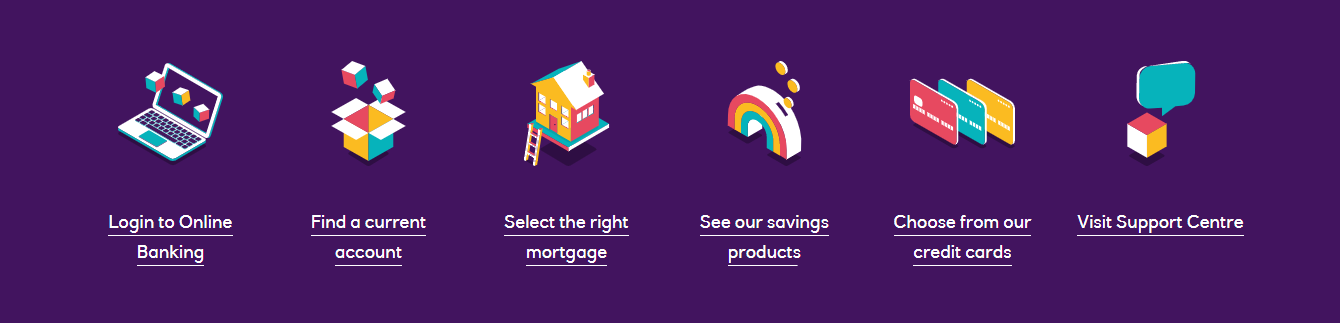 Login to Online
Banking
Find a current
account
Select the right
mortgage
See our savings
products
Choose from our
credit cards
Visit Support Centre